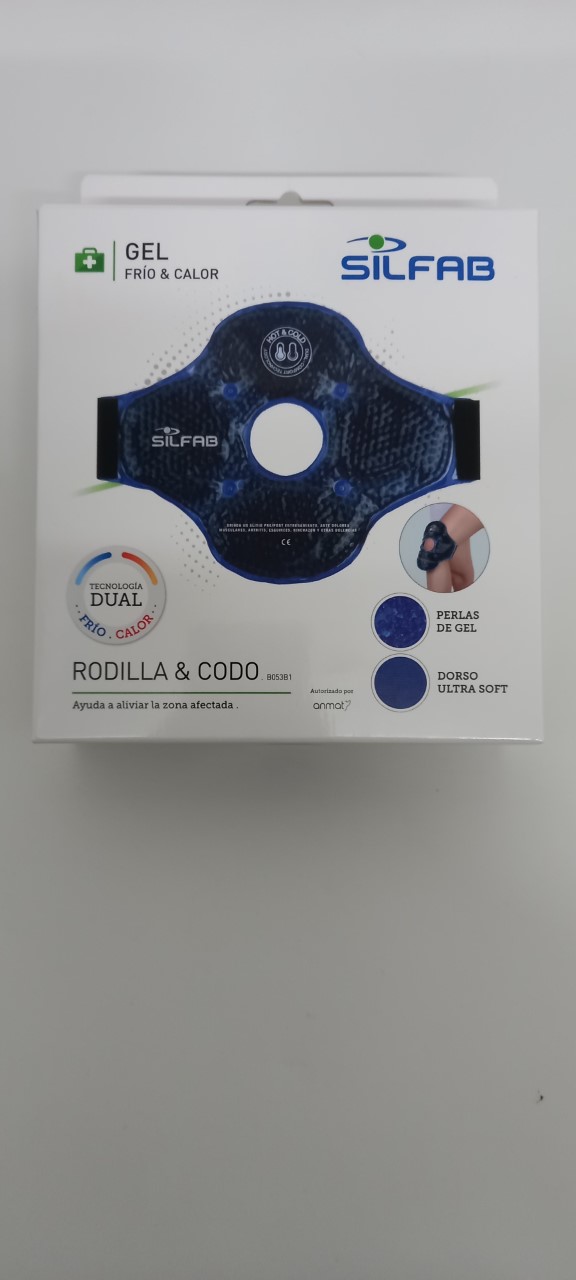 GEL
FRÍO & CALOR
SILFAB
HOT & COLD
SILFAB
CE
TECNOLOGÍA
DUAL
FRÍO . CALOR
PERLAS
DE GEL
DORSO
ULTRA SOFT
RODILLA & CODO . B053B1
Ayuda a aliviar la zona afectada .
Autorizado por
anmat